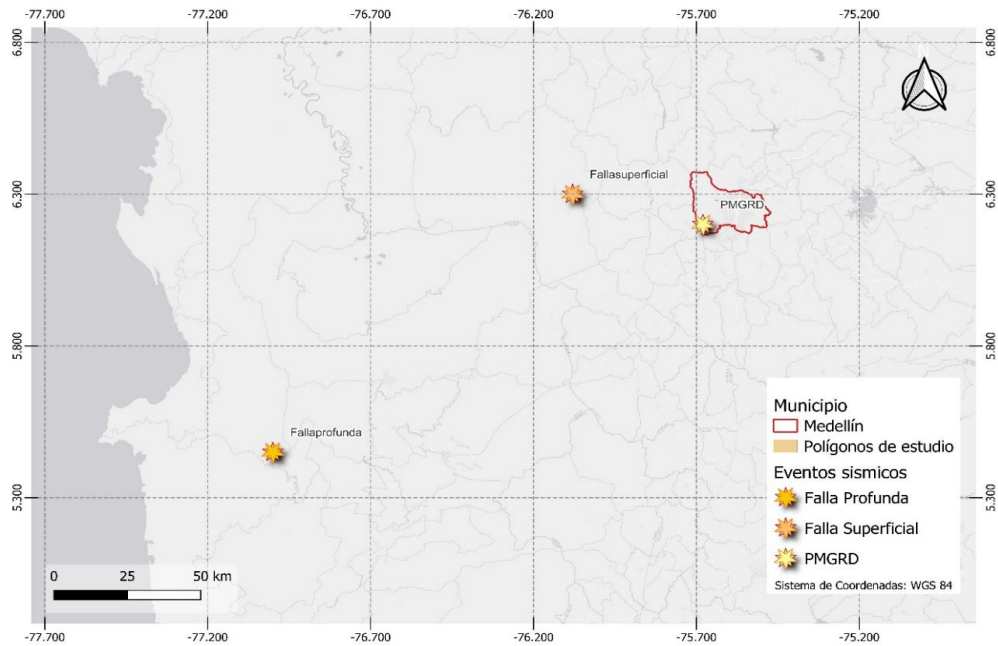 -77.700
-77.200
-76.700
-76.200
-75.700
-75.200
6.800
6.800
N
Fallasuperficial
6.300
6.300
PMGRD
5.800
5.800
Municipio
Medellín
Polígonos de estudio
Eventos sísmicos
Fallaprofunda
Falla Profunda
5.300
5.300
Falla Superficial
PMGRD
0 25 50 km
Sistema de Coordenadas: WGS 84
-77.700
-77.200
-76.700
-76.200
-75.700
-75.200